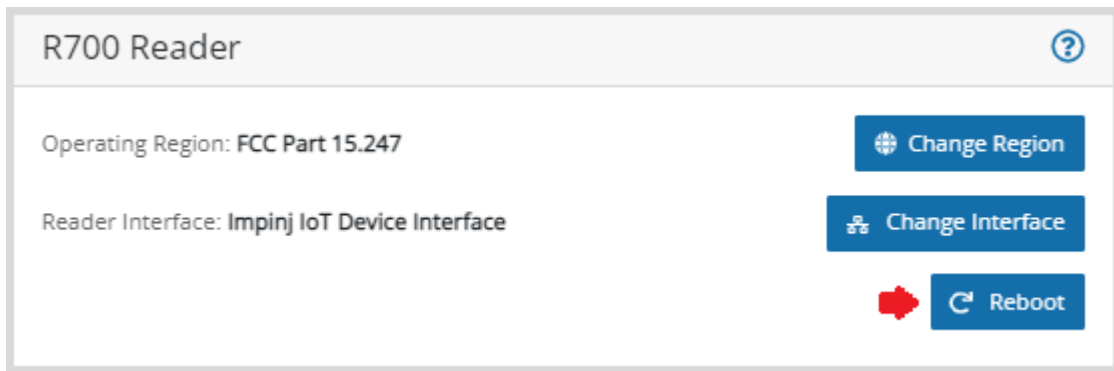 R700 Reader
Operating Region: FCC Part 15.247
Change Region
Reader Interface: Impinj IoT Device Interface
Change Interface
Reboot